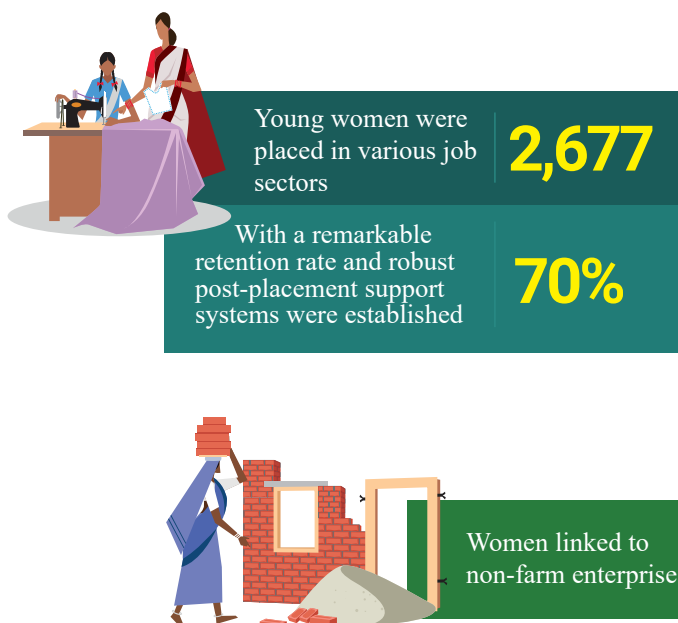 Young women were
placed in various job
sectors
2,677
With a remarkable
retention rate and robust
post-placement support
systems were established
70%
Women linked to
non-farm enterprise